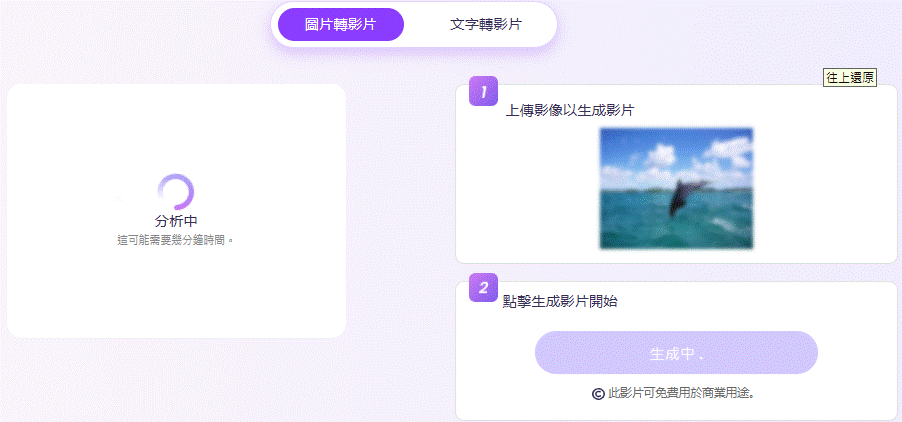 圖片轉影片
文字轉影片
往上還原
1
上傳影像以生成影片
分析中
這可能需要幾分鐘時間。
2
點擊生成影片開始
生成中 .
© 此影片可免費用於商業用途。